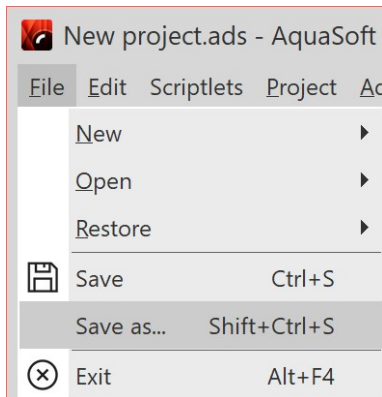 New project.ads - AquaSoft
File Edit Scriptlets Project
New
Open
Restore
Save Ctrl+S
Save as... Shift+Ctrl+S
Exit Alt+F4